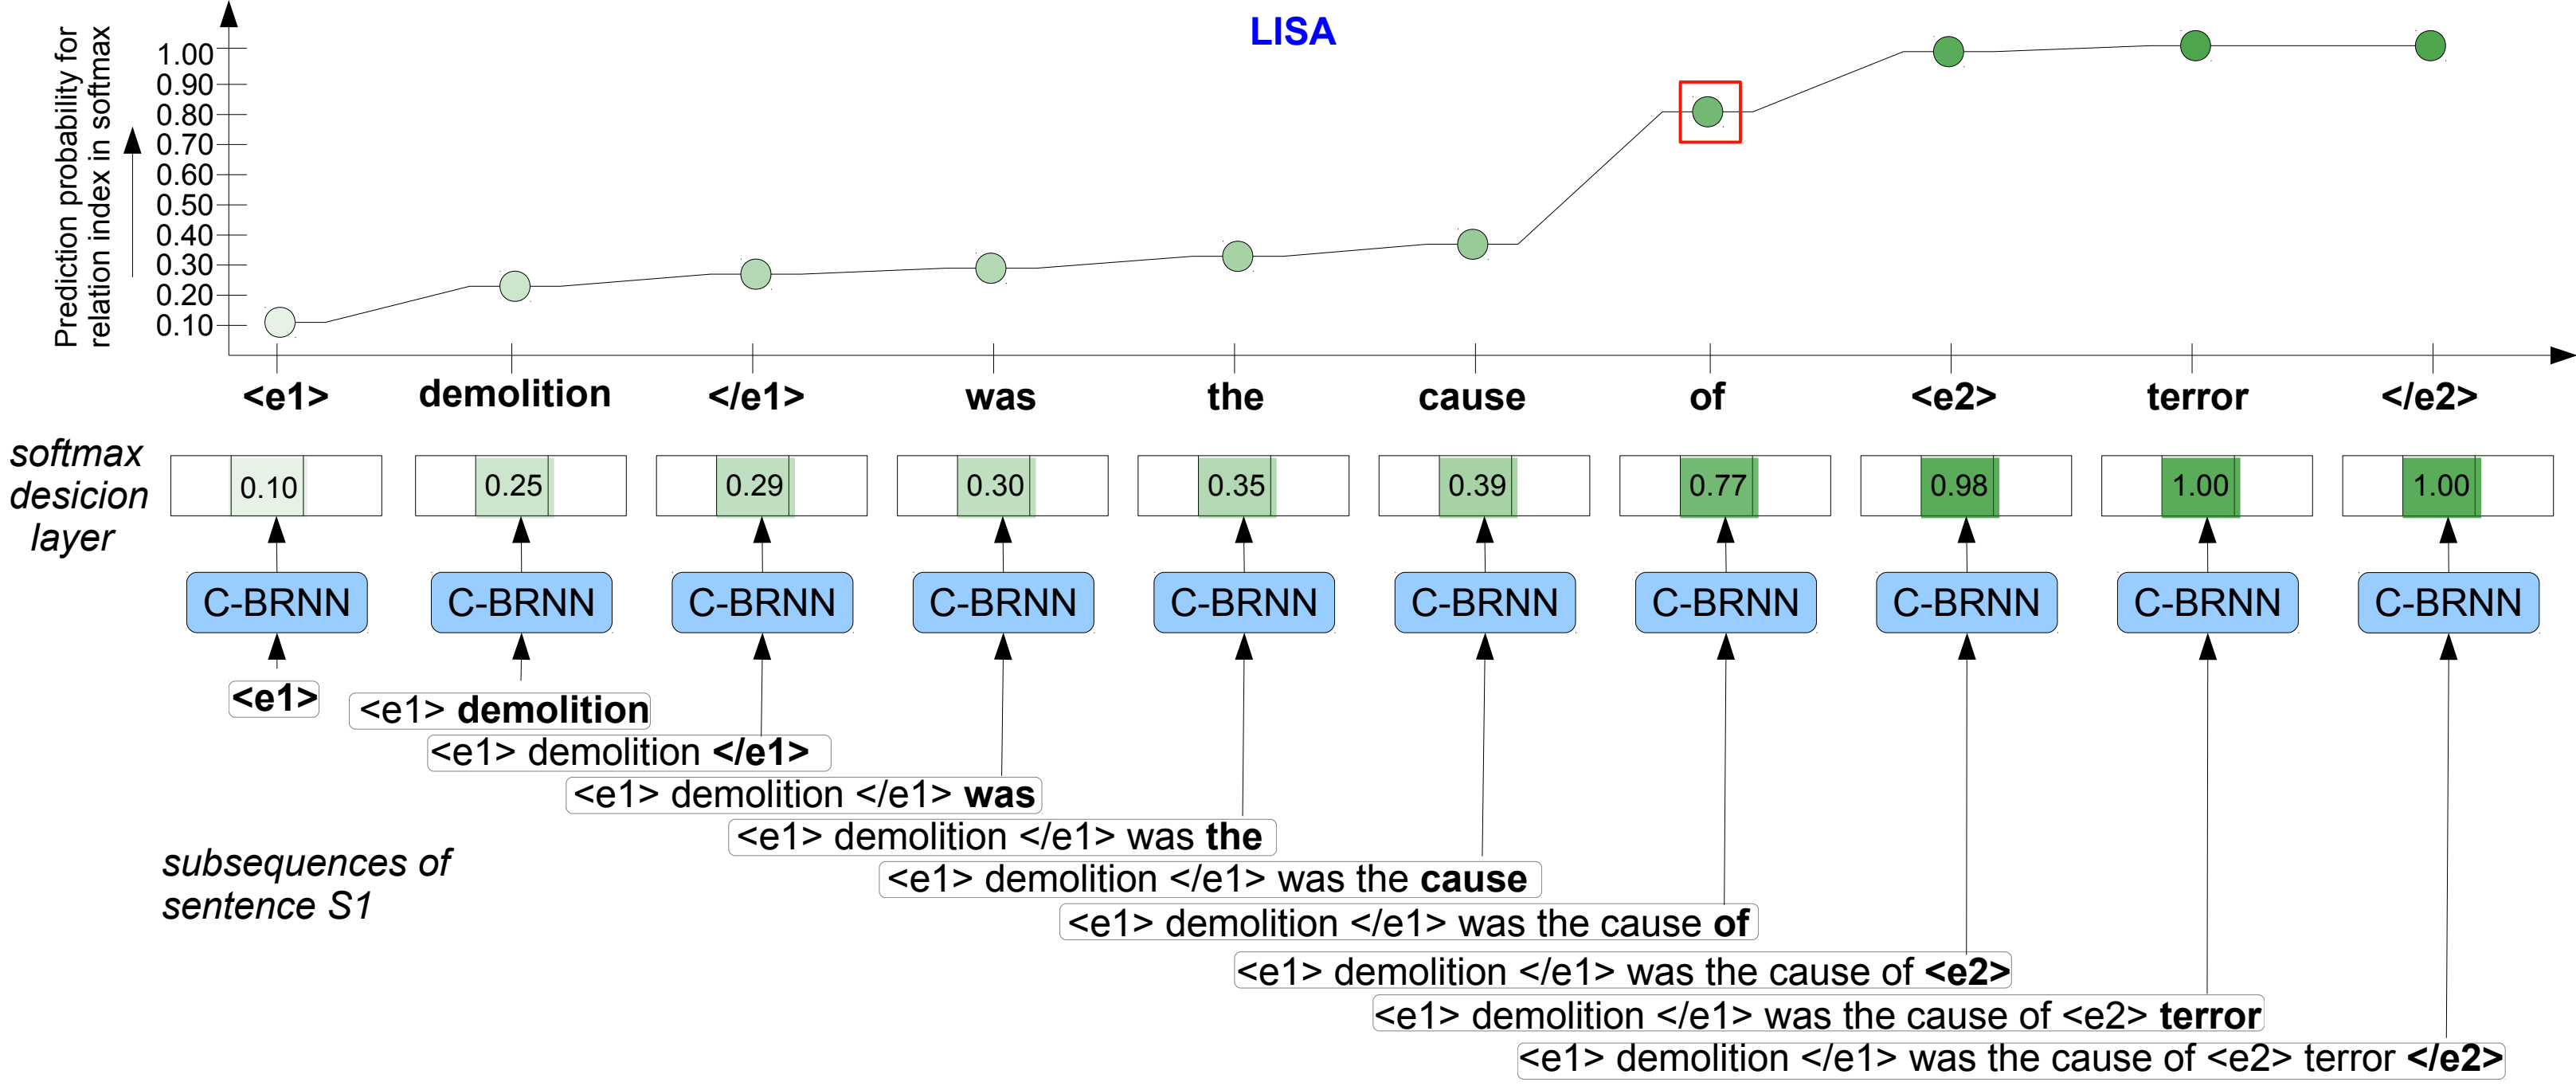 LISA
Prediction probability for
relation index in softmax
1.00
0.90
0.80
0.70
0.60
0.50
0.40
0.30
0.20
0.10
<e1> demolition </e1> was the cause of <e2> terror </e2>
softmax
desicion
layer
0.10 0.25 0.29 0.30 0.35 0.39 0.77 0.98 1.00 1.00
C-BRNN C-BRNN C-BRNN C-BRNN C-BRNN C-BRNN C-BRNN C-BRNN C-BRNN C-BRNN
<e1>
<e1> demolition
<e1> demolition </e1>
<e1> demolition </e1> was
<e1> demolition </e1> was the
<e1> demolition </e1> was the cause
<e1> demolition </e1> was the cause of
<e1> demolition </e1> was the cause of <e2>
<e1> demolition </e1> was the cause of <e2> terror
<e1> demolition </e1> was the cause of <e2> terror </e2>
subsequences of
sentence S1